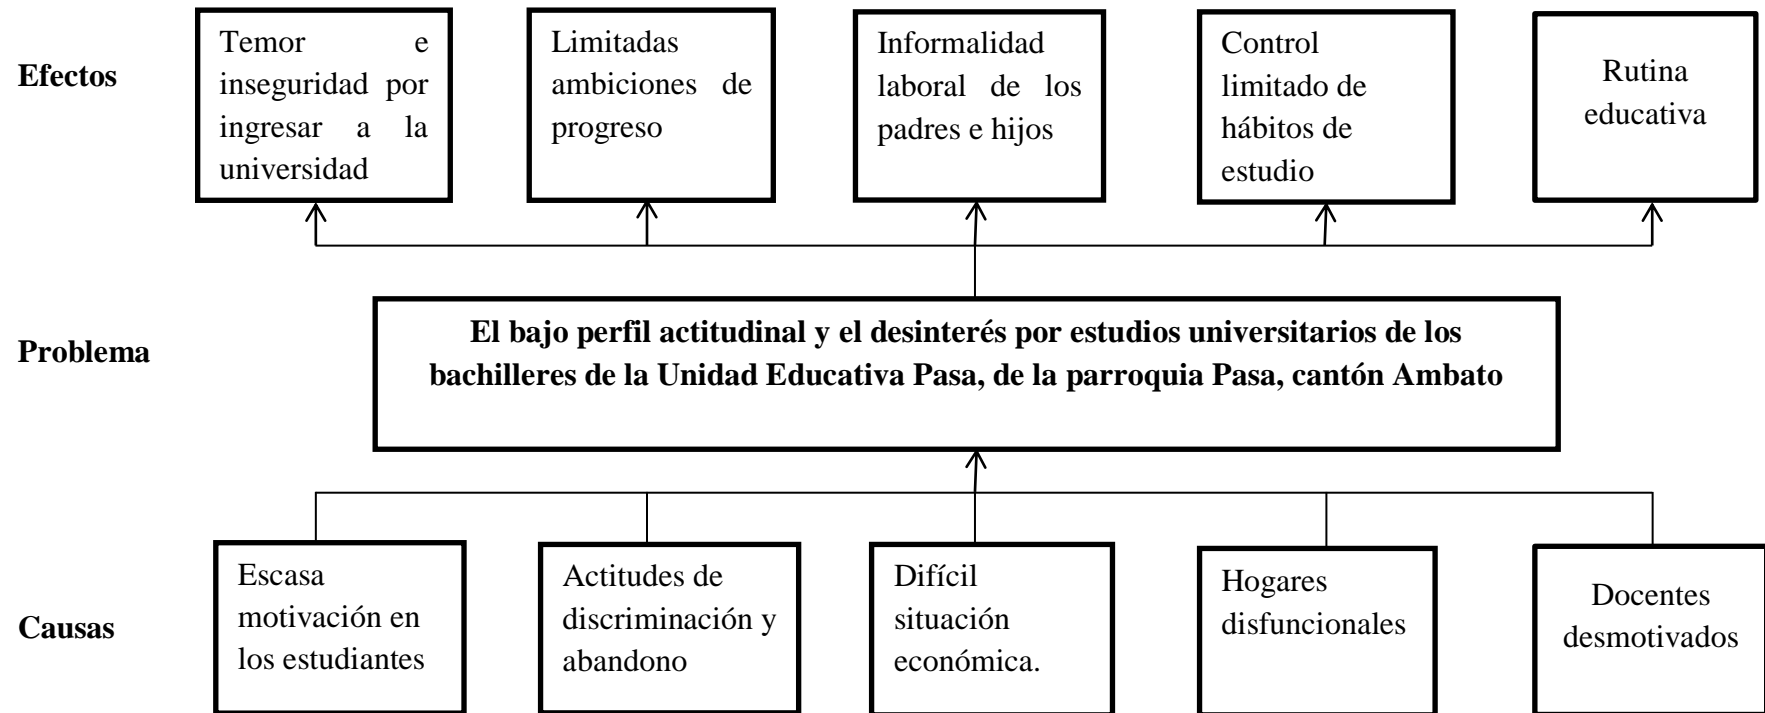 Efectos
Temor e
inseguridad por
ingresar a la
universidad
Limitadas
ambiciones de
progreso
Informalidad
laboral de los
padres e hijos
Control
limitado de
hábitos de
estudio
Rutina
educativa
Problema
El bajo perfil actitudinal y el desinterés por estudios universitarios de los
bachilleres de la Unidad Educativa Pasa, de la parroquia Pasa, cantón Ambato
Causas
Escasa
motivación en
los estudiantes
Actitudes de
discriminación y
abandono
Difícil
situación
económica.
Hogares
disfuncionales
Docentes
desmotivados